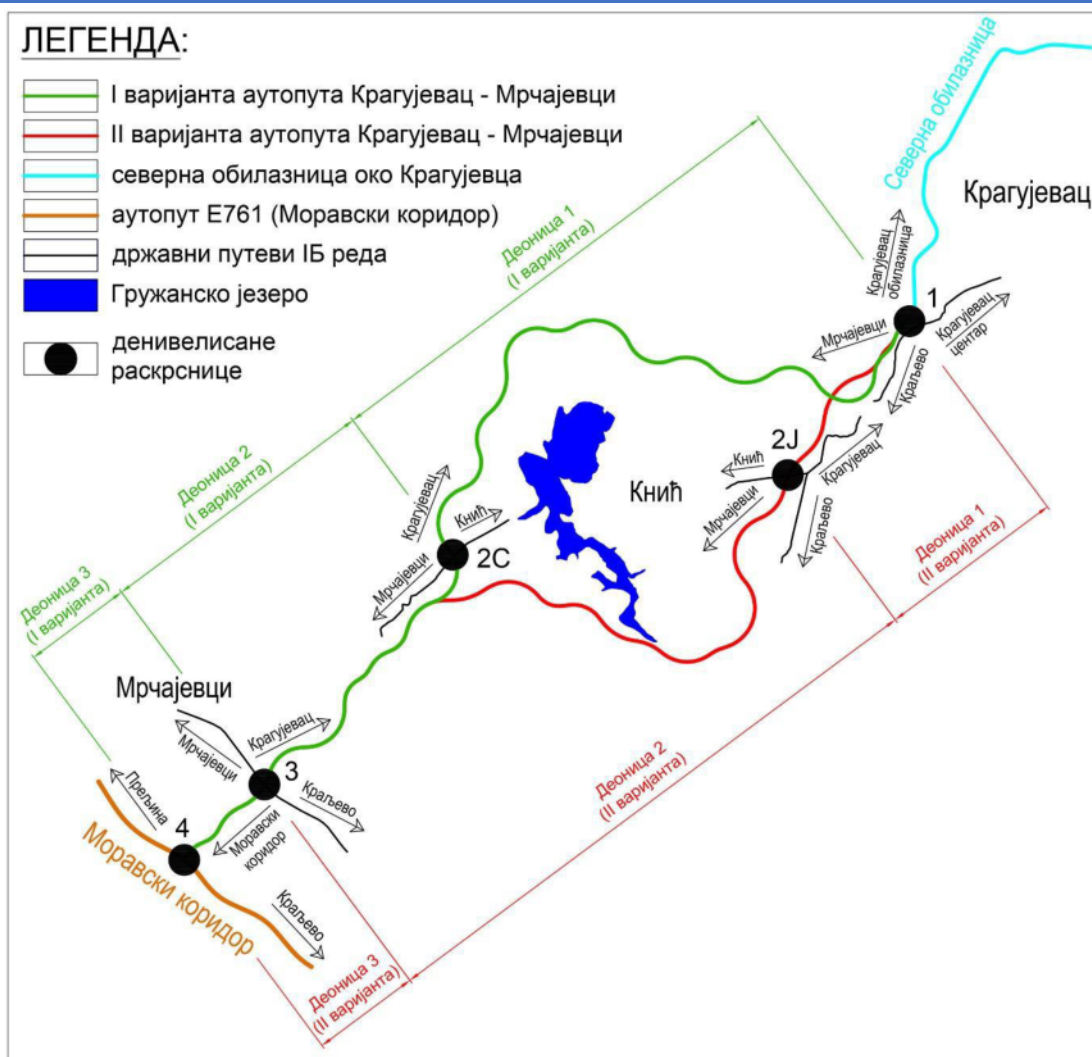 ЛЕГЕНДА:
I варијанта аутопута Крагујевац - Мрчајевци
II варијанта аутопута Крагујевац - Мрчајевци
северна обилазница око Крагујевца
аутопут Е761 (Моравски коридор)
државни путеви IБ реда
Гружанско језеро
денивелисане
раскрснице
Северна обилазница
Крагујевац
Деоница 1
(I варијанта)
Крагујевац
обилазница
1
Мрчајевци
Крагујевац
центар
Краљево
2Ј
Кнић
Крагујевац
Мрчајевци
Краљево
Кнић
Деоница 1
(II варијанта)
Деоница 2
(I варијанта)
Крагујевац
Кнић
2С
Мрчајевци
Деоница 3
(I варијанта)
Мрчајевци
Крагујевац
Мрчајевци
3
Краљево
Моравски
коридор
Прељина
4
Моравски коридор
Краљево
Деоница 2
(II варијанта)
Деоница 3
(II варијанта)